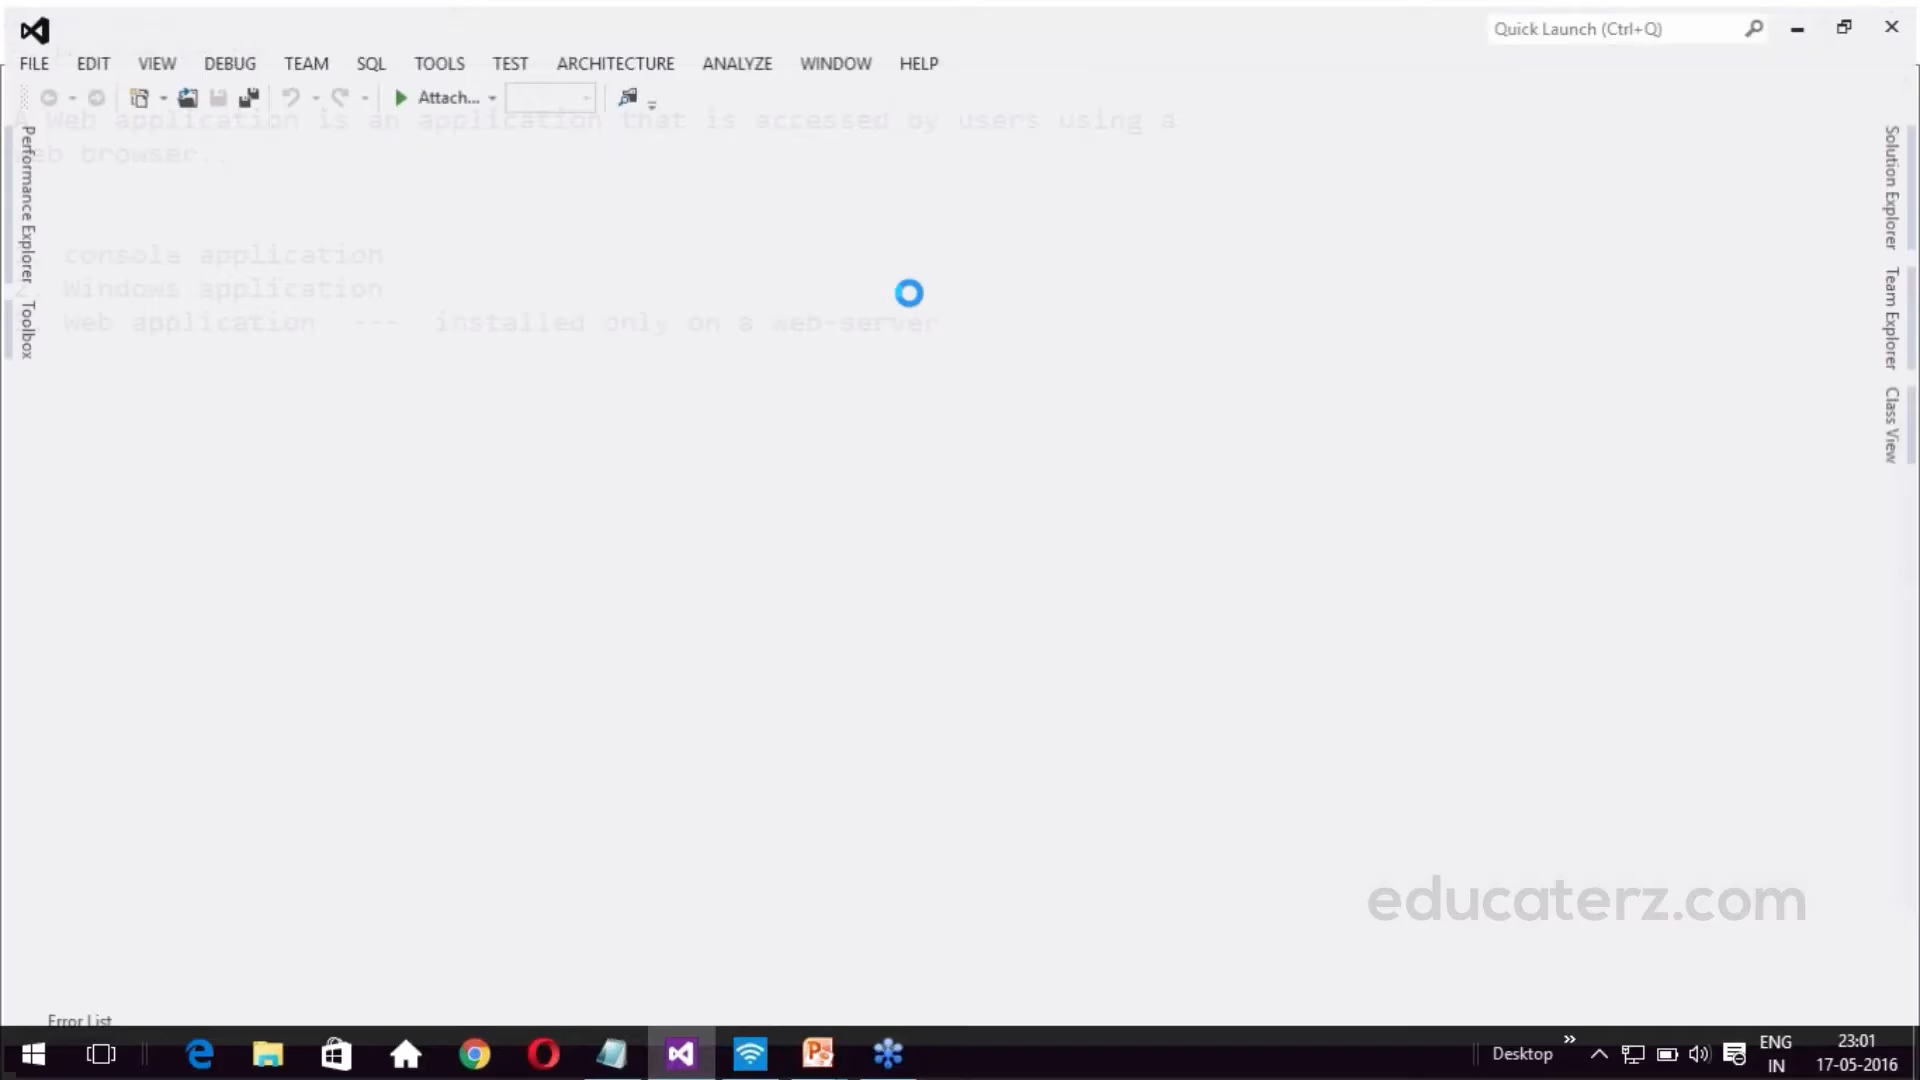 Quick Launch (Ctrl+Q)
FILE EDIT VIEW DEBUG TEAM SQL TOOLS TEST ARCHITECTURE ANALYZE WINDOW HELP
Attach...
A Web application is an application that is accessed by users using a
web browser..
console application
2. Windows application
Web application --- installed only on a web-server
Performance Explorer
Toolbox
Solution Explorer
Team Explorer
Class View
educaterz.com
Error List
Desktop
ENG
IN
23:01
17-05-2016